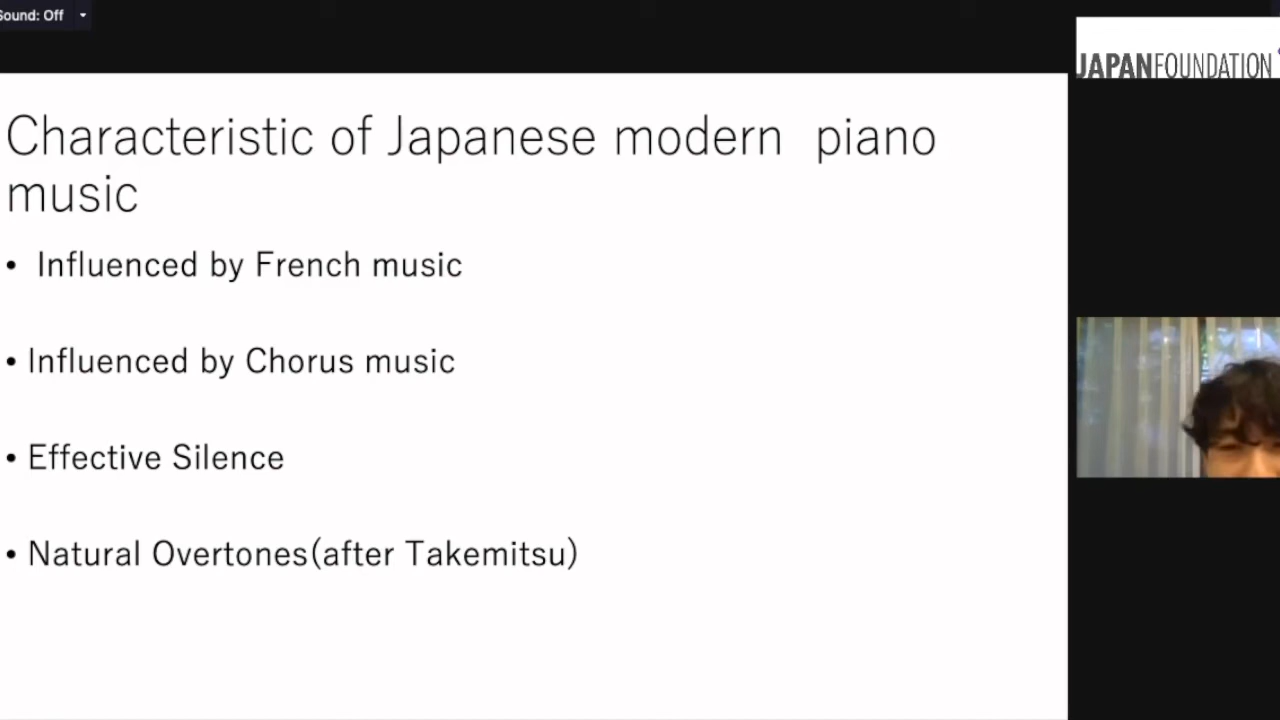 Sound: Off
JAPANFOUNDATION
Characteristic of Japanese modern  piano
music
• Influenced by French music
• Influenced by Chorus music
• Effective Silence
• Natural Overtones(after Takemitsu)